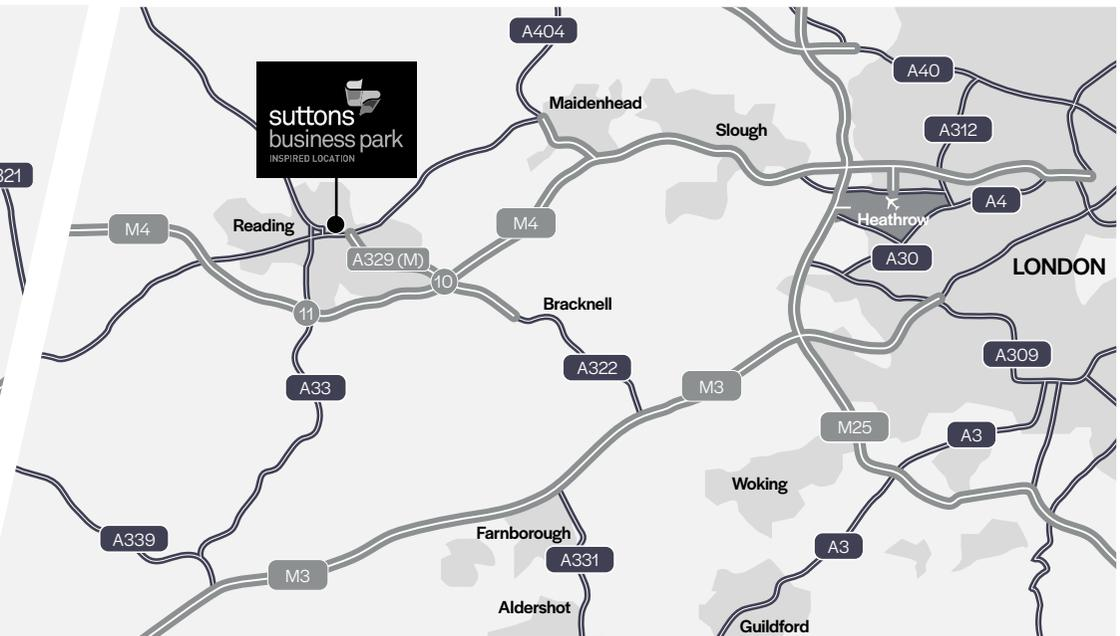 A404
A40
suttons
business park
INSPIRED LOCATION
Maidenhead
Slough
A312
321
A4
Reading
M4
M4
Heathrow
A329 (M)
A30
LONDON
10
11
Bracknell
A322
A309
A33
M3
M25
A3
Woking
Farnborough
A339
A331
A3
M3
Aldershot
Guildford